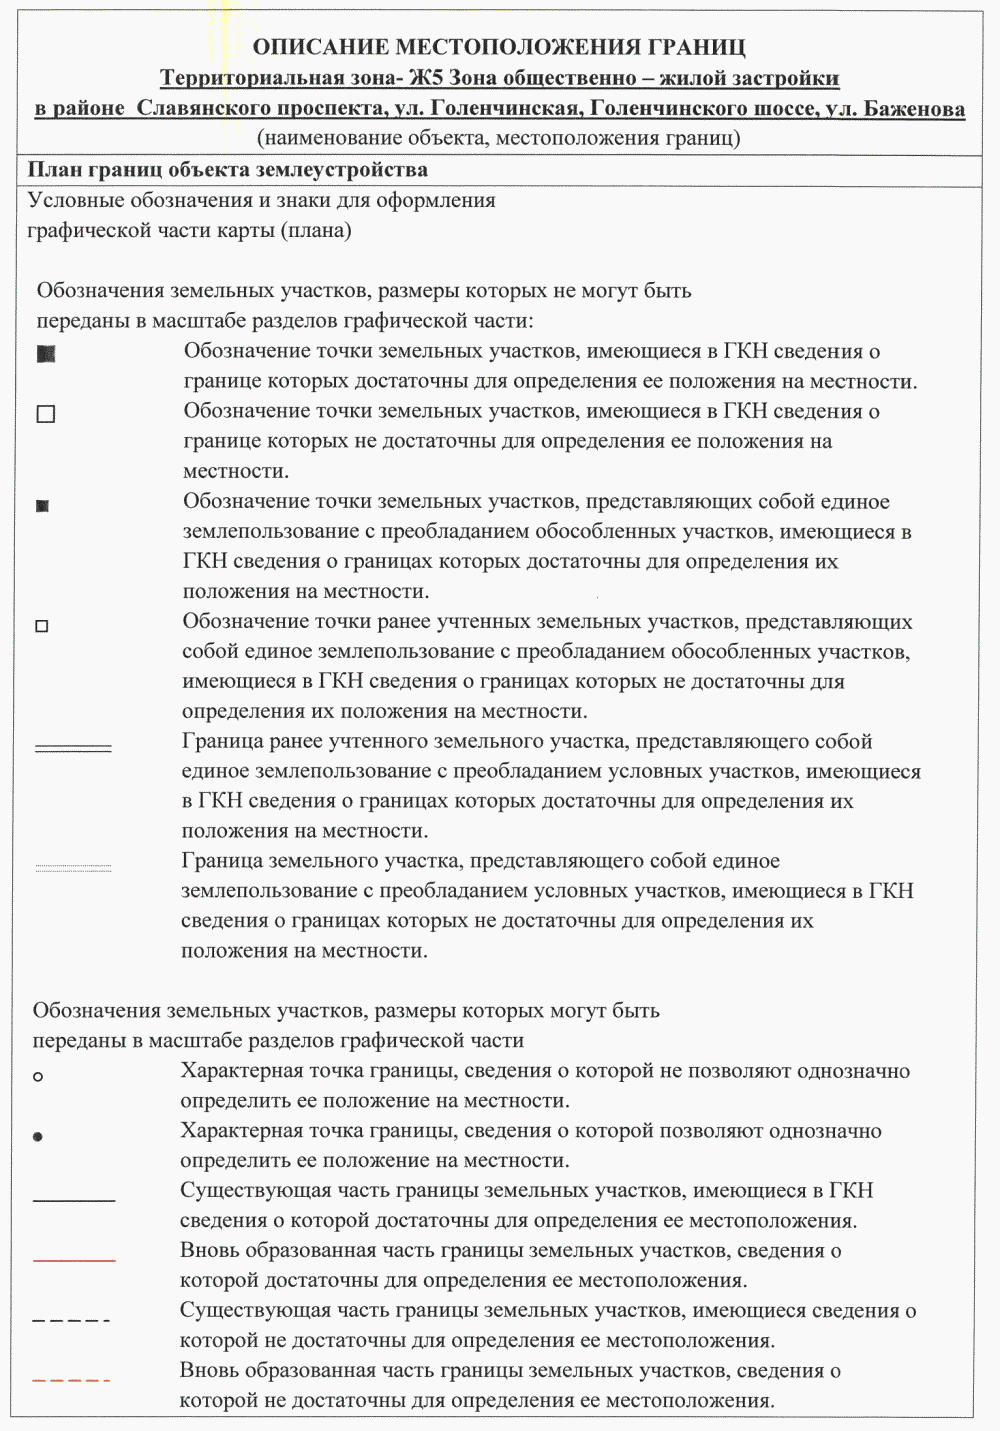 ОПИСАНИЕ МЕСТОПОЛОЖЕНИЯ ГРАНИЦ
Территориальная зона- Ж5 Зона общественно – жилой застройки
в районе Славянского проспекта, ул. Голенчинская, Голенчинского шоссе, ул. Баженова
(наименование объекта, местоположения границ)
План границ объекта землеустройства
Условные обозначения и знаки для оформления
графической части карты (плана)
Обозначения земельных участков, размеры которых не могут быть
переданы в масштабе разделов графической части:
Обозначение точки земельных участков, имеющиеся в ГКН сведения о
границе которых достаточны для определения ее положения на местности.
Обозначение точки земельных участков, имеющиеся в ГКН сведения о
границе которых не достаточны для определения ее положения на
местности.
Обозначение точки земельных участков, представляющих собой единое
землепользование с преобладанием обособленных участков, имеющиеся в
ГКН сведения о границах которых достаточны для определения их
положения на местности.
Обозначение точки ранее учтенных земельных участков, представляющих
собой единое землепользование с преобладанием обособленных участков,
имеющиеся в ГКН сведения о границах которых не достаточны для
определения их положения на местности.
Граница ранее учтенного земельного участка, представляющего собой
единое землепользование с преобладанием условных участков, имеющиеся
в ГКН сведения о границах которых достаточны для определения их
положения на местности.
Граница земельного участка, представляющего собой единое
землепользование с преобладанием условных участков, имеющиеся в ГКН
сведения о границах которых не достаточны для определения их
положения на местности.
Обозначения земельных участков, размеры которых могут быть
переданы в масштабе разделов графической части
Характерная точка границы, сведения о которой не позволяют однозначно
определить ее положение на местности.
Характерная точка границы, сведения о которой позволяют однозначно
определить ее положение на местности.
Существующая часть границы земельных участков, имеющиеся в ГКН
сведения о которой достаточны для определения ее местоположения.
Вновь образованная часть границы земельных участков, сведения о
которой достаточны для определения ее местоположения.
Существующая часть границы земельных участков, имеющиеся сведения о
которой не достаточны для определения ее местоположения.
Вновь образованная часть границы земельных участков, сведения о
которой не достаточны для определения ее местоположения.